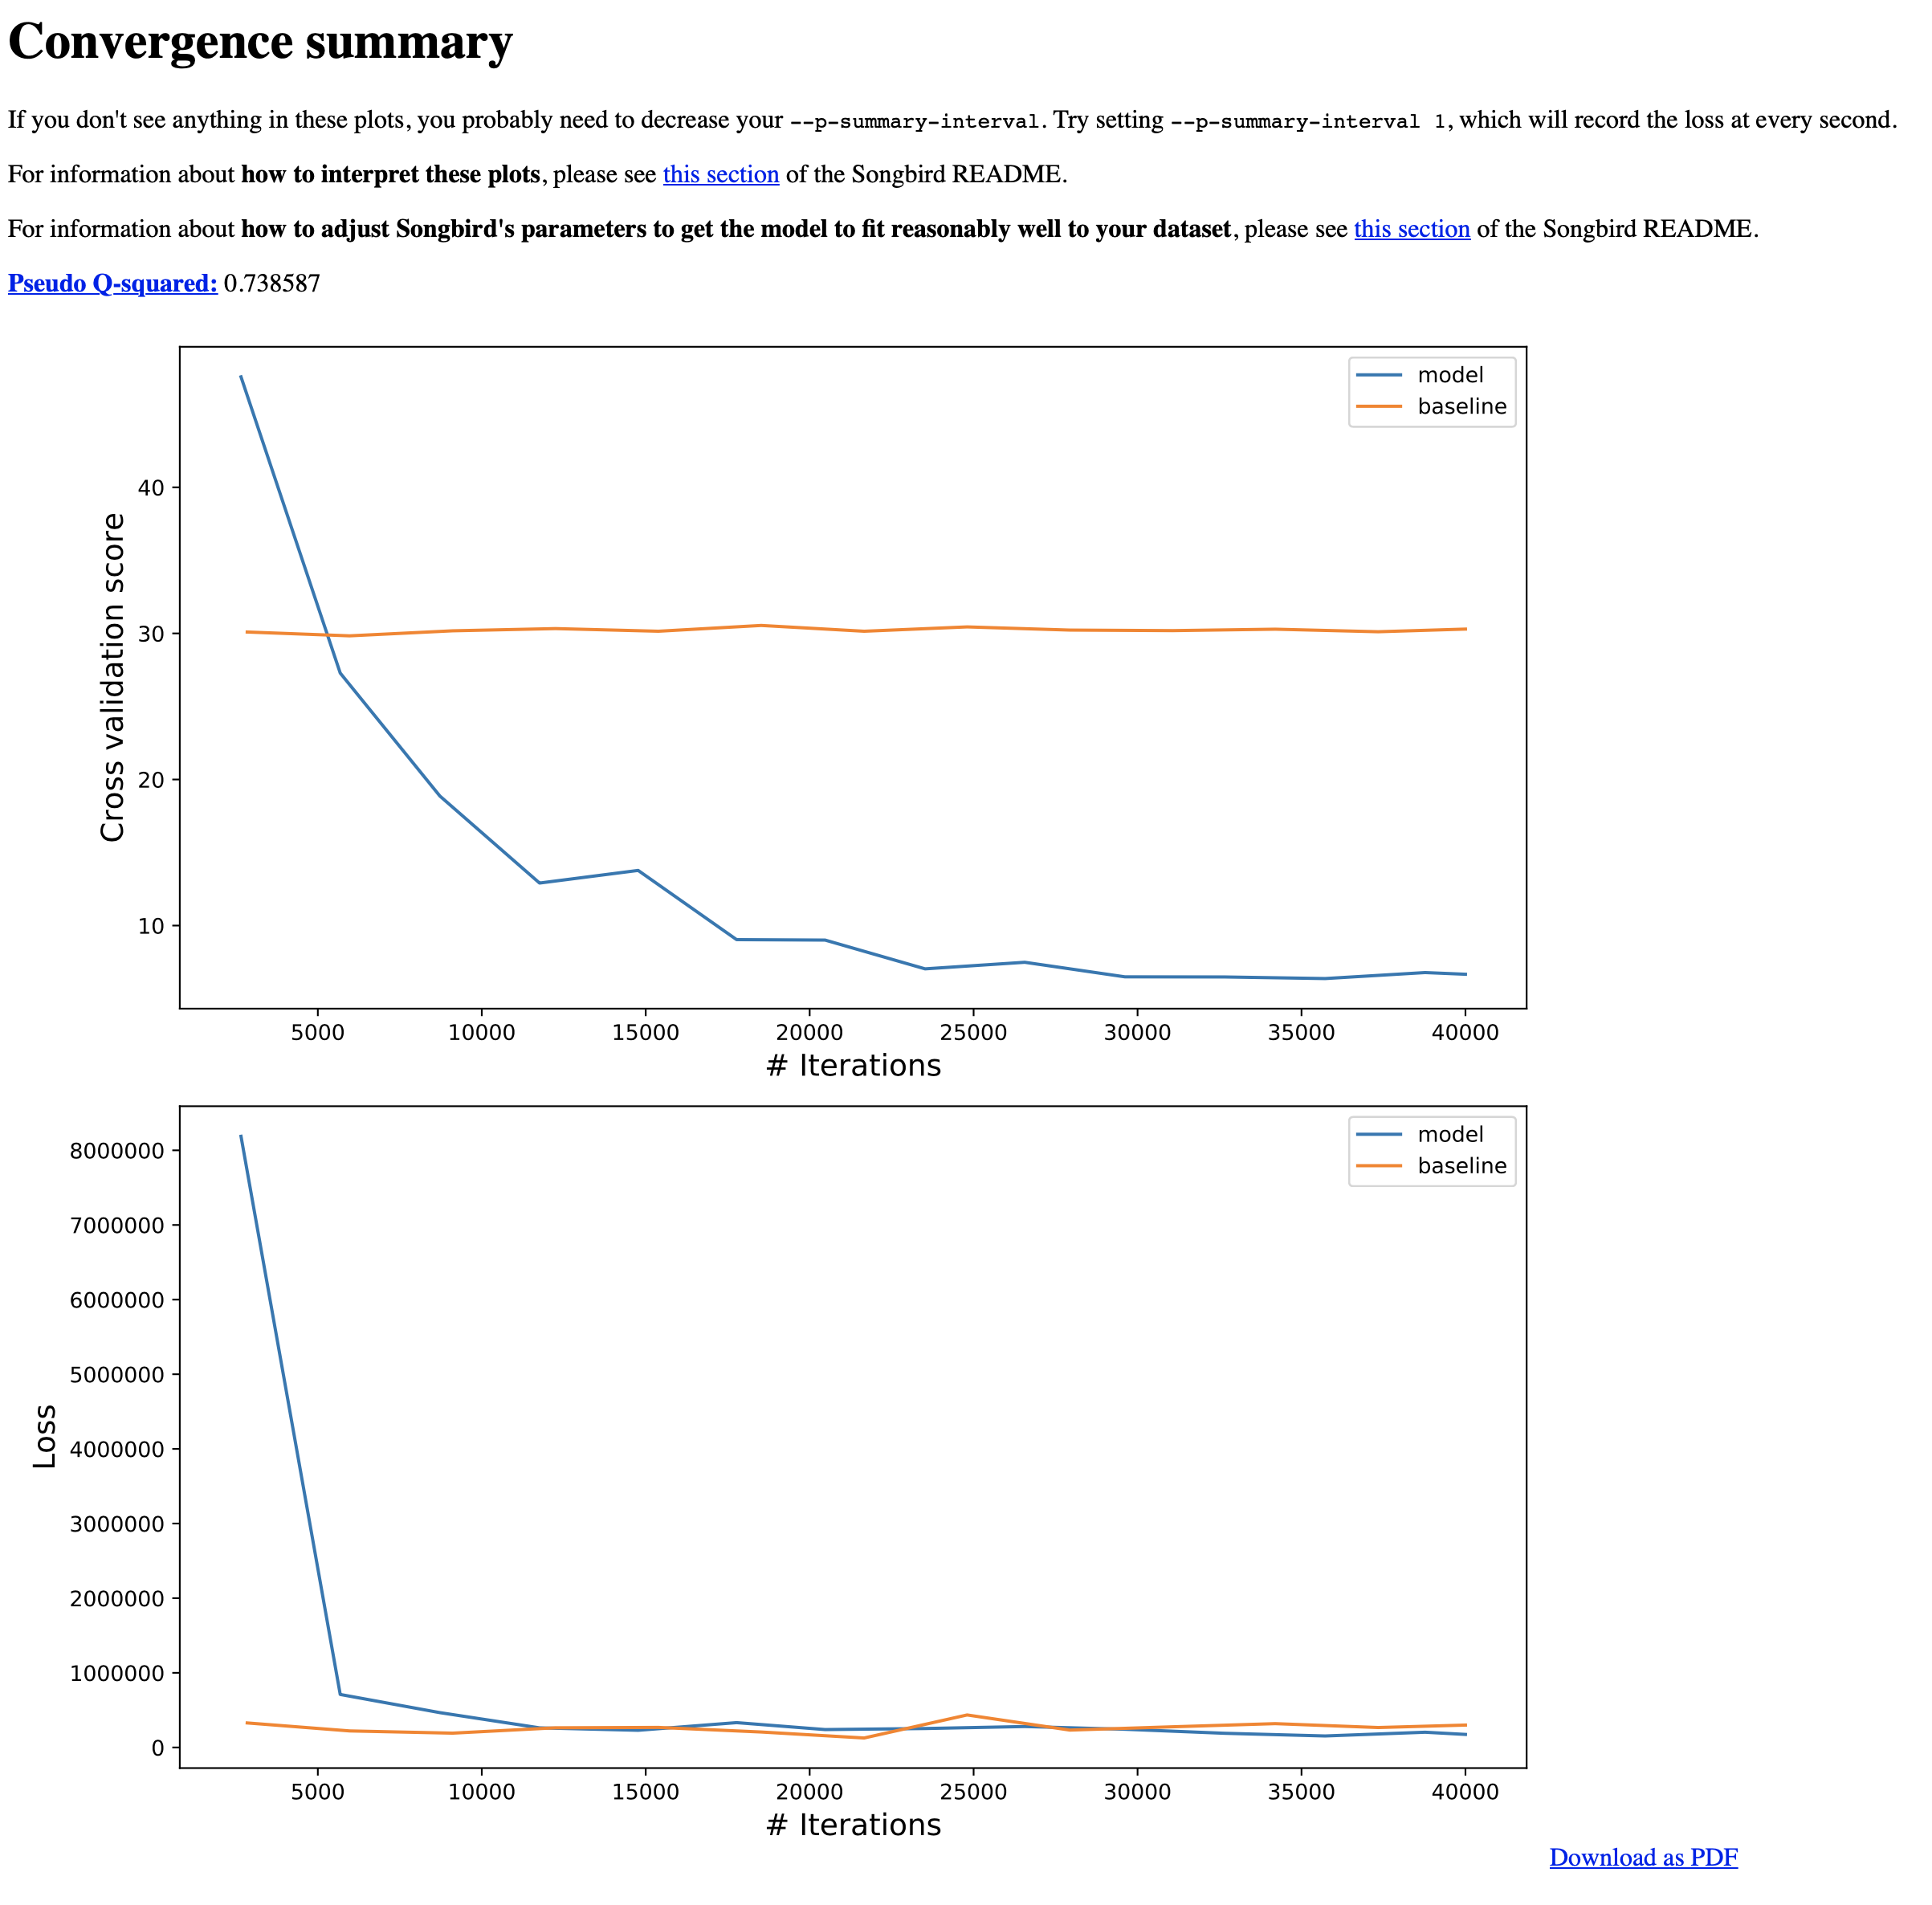 Convergence summary
If you don't see anything in these plots, you probably need to decrease your --p-summary-interval. Try setting --p-summary-interval 1, which will record the loss at every second.
For information about how to interpret these plots, please see this section of the Songbird README.
For information about how to adjust Songbird's parameters to get the model to fit reasonably well to your dataset, please see this section of the Songbird README.
Pseudo Q-squared: 0.738587
model
baseline
40
30
20
10
Cross validation score
5000 10000 15000 20000 25000 30000 35000 40000
# Iterations
model
baseline
8000000
7000000
6000000
5000000
4000000
3000000
2000000
1000000
0
Loss
5000 10000 15000 20000 25000 30000 35000 40000
# Iterations
Download as PDF